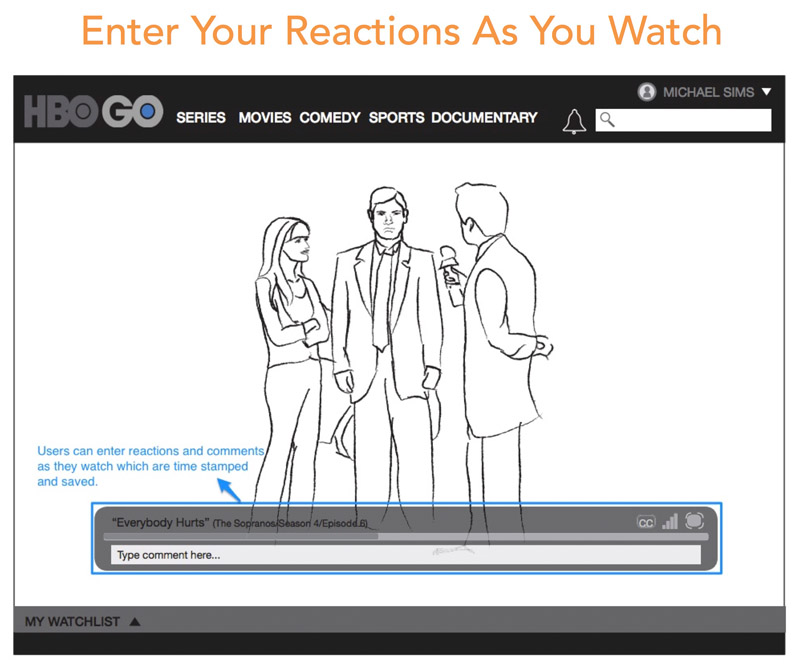 Enter Your Reactions As You Watch
MICHAEL SIMS
HBO GO
SERIES MOVIES COMEDY SPORTS DOCUMENTARY
Users can enter reactions and comments
as they watch which are time stamped
and saved.
"Everybody Hurts" (The Sopranos/Season 4/Episode 6)
CC
Type comment here...
MY WATCHLIST